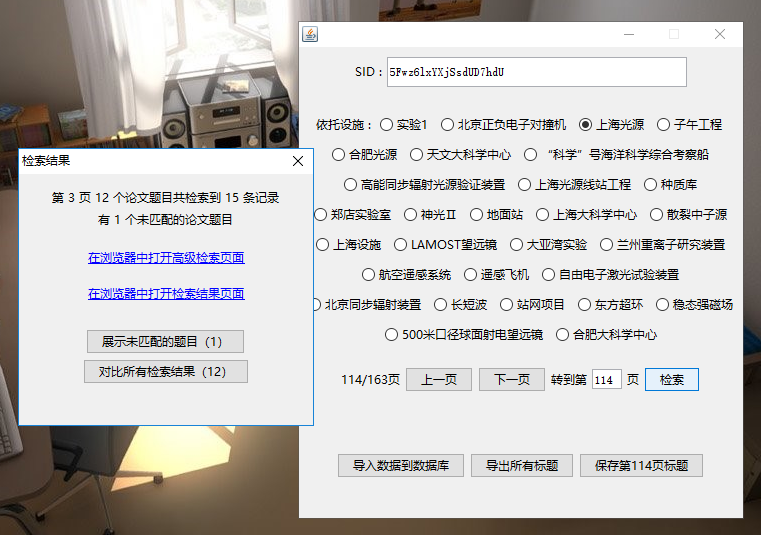 SID：5Fwz6lxYXjSsdUD7hdU
依托设施： 实验1 北京正负电子对撞机 上海光源 子午工程
合肥光源 天文大科学中心 “科学”号海洋科学综合考察船
高能同步辐射光源验证装置 上海光源线站工程 种质库
郑店实验室 神光Ⅱ 地面站 上海大科学中心 散裂中子源
上海设施 LAMOST望远镜 大亚湾实验 兰州重离子研究装置
航空遥感系统 遥感飞机 自由电子激光试验装置
北京同步辐射装置 长短波 站网项目 东方超环 稳态强磁场
500米口径球面射电望远镜 合肥大科学中心
114/163页 上一页 下一页 转到第 114 页 检索
导入数据到数据库 导出所有标题 保存第114页标题
检索结果
第 3 页 12 个论文题目共检索到 15 条记录
有 1 个未匹配的论文题目
在浏览器中打开高级检索页面
在浏览器中打开检索结果页面
展示未匹配的题目（1）
对比所有检索结果（12）